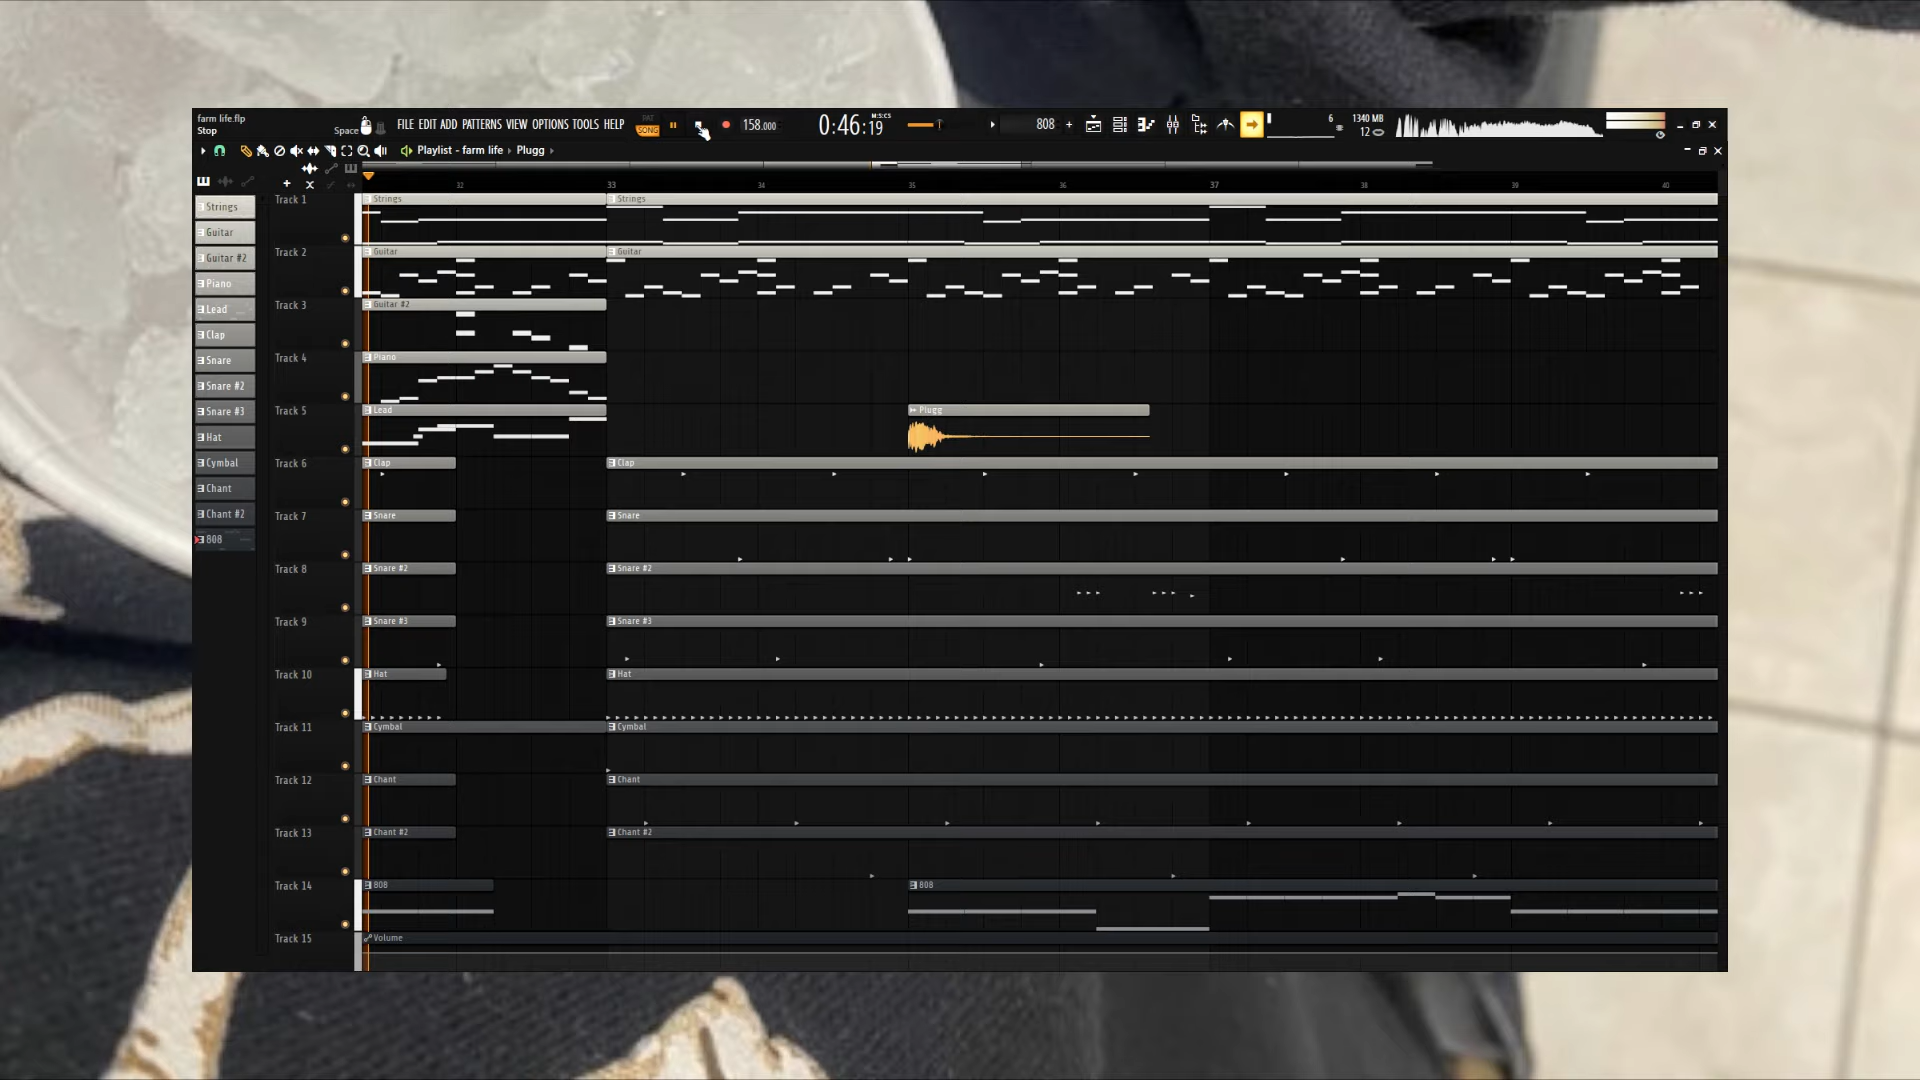 farm life.flp
Stop
Space
FILE EDIT ADD PATTERNS VIEW OPTIONS TOOLS HELP
PAT
SONG
158.000
0:46:19
M:S:CS
808
6
1340 MB
12
Playlist - farm life › Plugg ›
32 33 34 35 36 37 38 39 40
Strings
Guitar
Guitar #2
Piano
Lead
Clap
Snare
Snare #2
Snare #3
Hat
Cymbal
Chant
Chant #2
808
Track 1 Strings Strings
Track 2 Guitar Guitar
Track 3 Guitar #2
Track 4 Piano
Track 5 Lead Plugg
Track 6 Clap Clap
Track 7 Snare Snare
Track 8 Snare #2 Snare #2
Track 9 Snare #3 Snare #3
Track 10 Hat Hat
Track 11 Cymbal Cymbal
Track 12 Chant Chant
Track 13 Chant #2 Chant #2
Track 14 808 808
Track 15 Volume